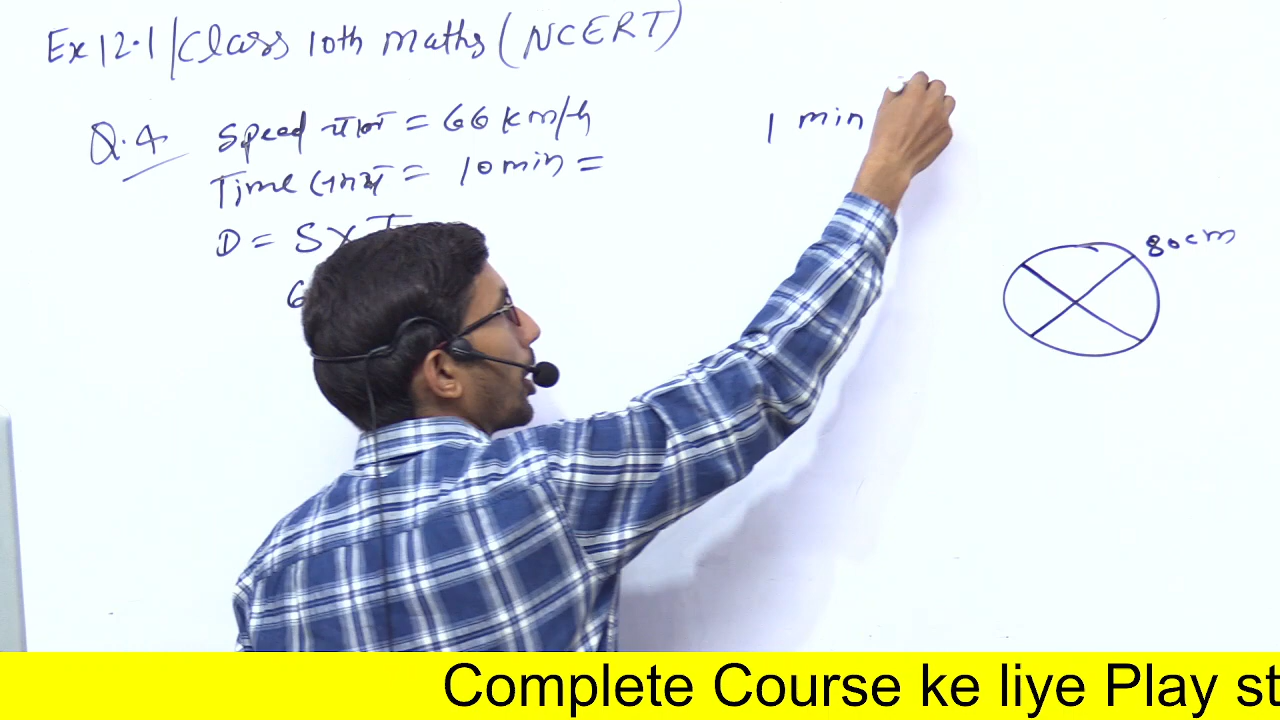 Ex 12.1 | Class 10th maths (NCERT)
Q.4 Speed चाल = 66 km/h
Time समय = 10 min =
D = S × T
6
1 min
80 cm
Complete Course ke liye Play st